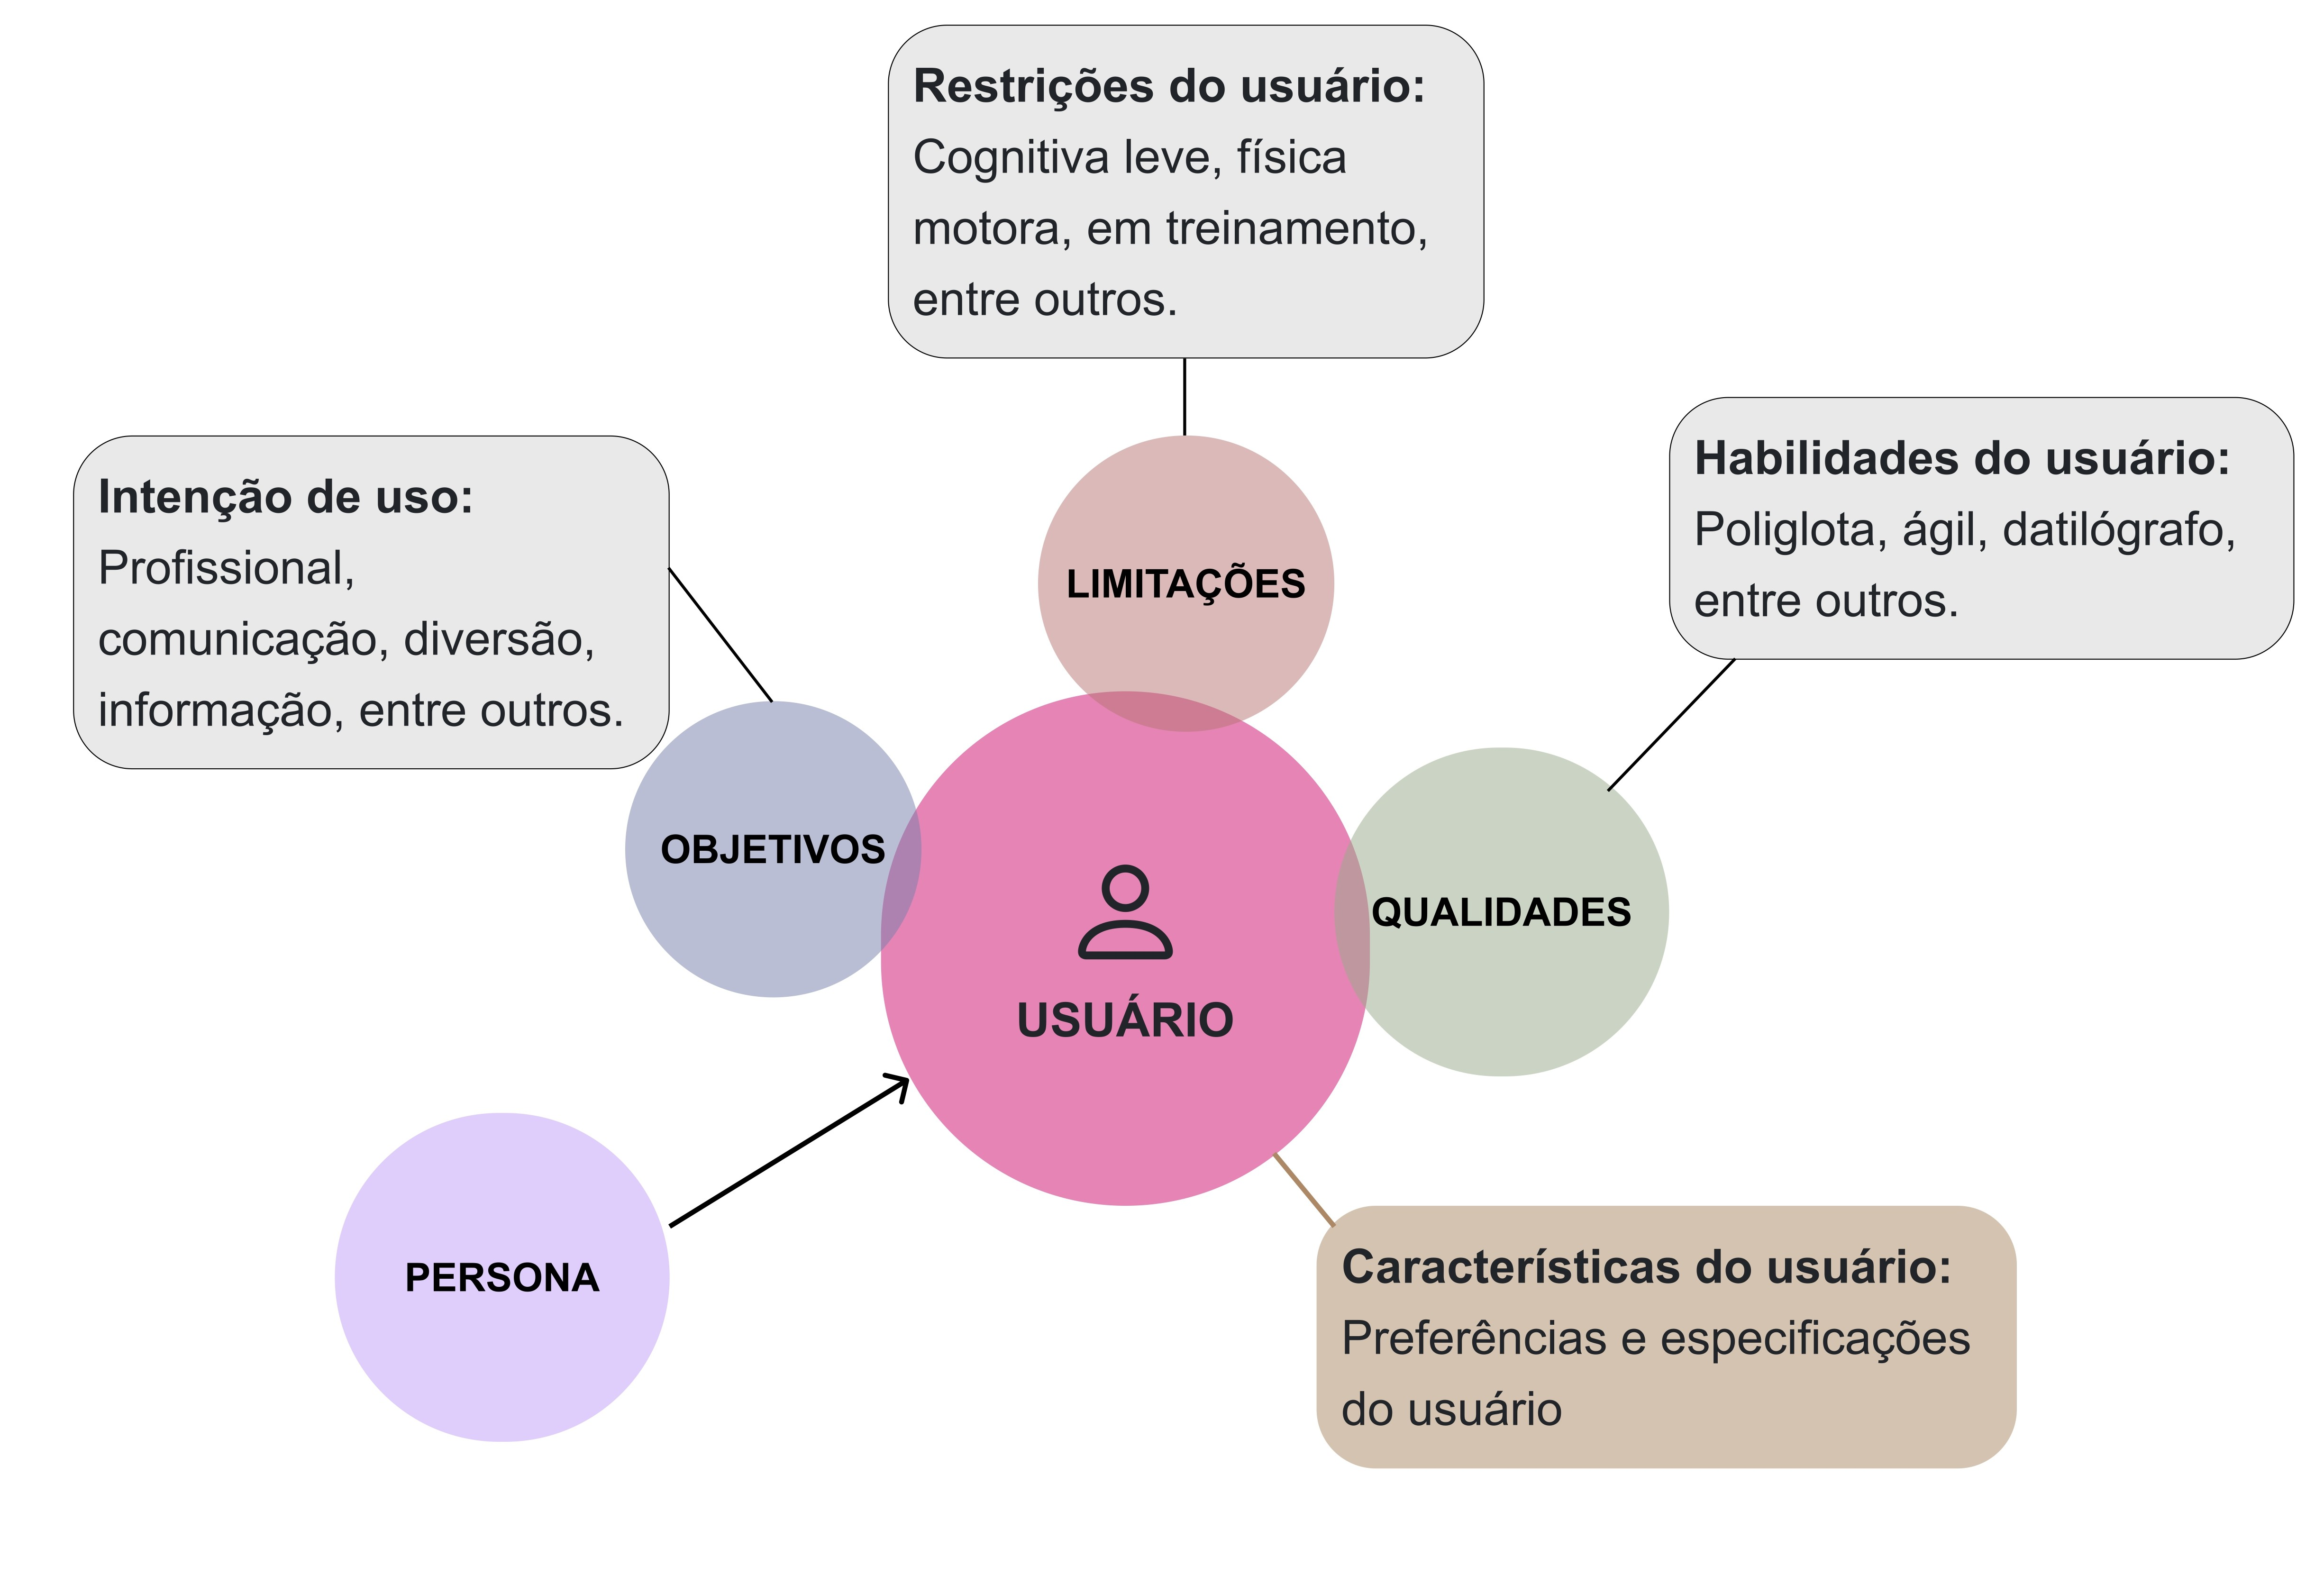 Restrições do usuário:
Cognitiva leve, física
motora, em treinamento,
entre outros.
Intenção de uso:
Profissional,
comunicação, diversão,
informação, entre outros.
Habilidades do usuário:
Poliglota, ágil, datilógrafo,
entre outros.
LIMITAÇÕES
OBJETIVOS
QUALIDADES
USUÁRIO
PERSONA
Características do usuário:
Preferências e especificações
do usuário